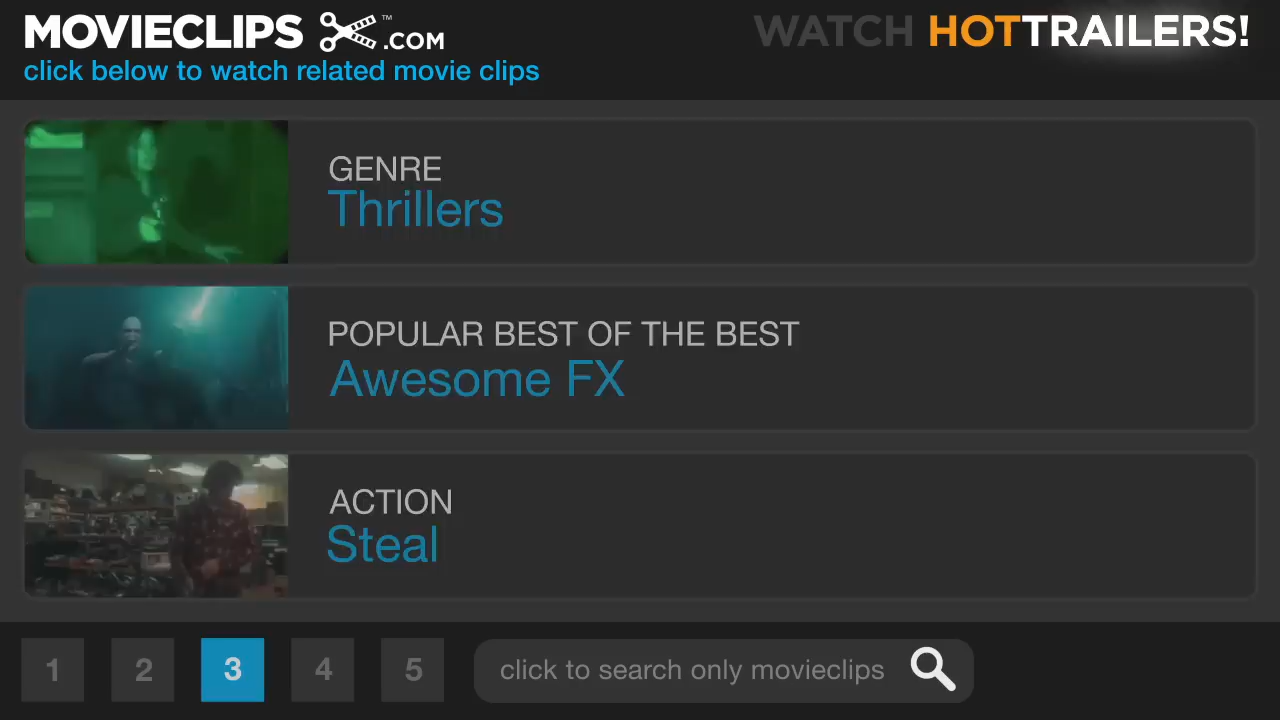 MOVIECLIPS ™ .COM
WATCH HOTTRAILERS!
click below to watch related movie clips
GENRE
Thrillers
POPULAR BEST OF THE BEST
Awesome FX
ACTION
Steal
1 2 3 4 5 click to search only movieclips